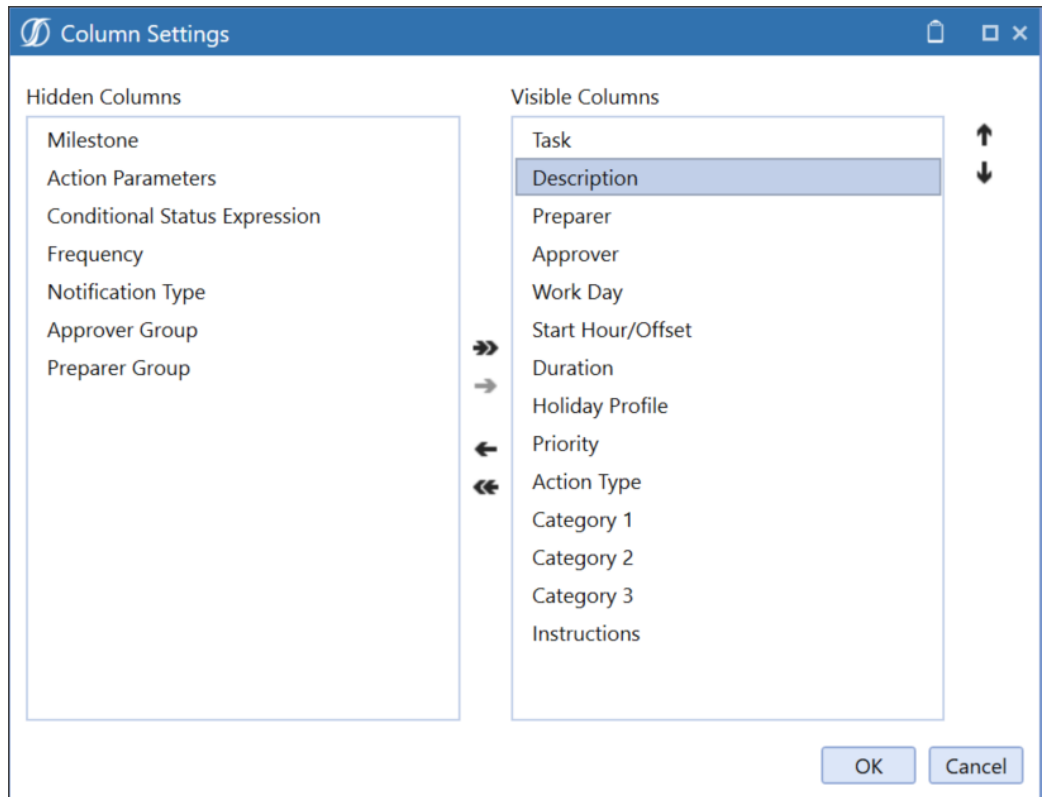 Column Settings
Hidden Columns
Milestone
Action Parameters
Conditional Status Expression
Frequency
Notification Type
Approver Group
Preparer Group
Visible Columns
Task
Description
Preparer
Approver
Work Day
Start Hour/Offset
Duration
Holiday Profile
Priority
Action Type
Category 1
Category 2
Category 3
Instructions
OK
Cancel